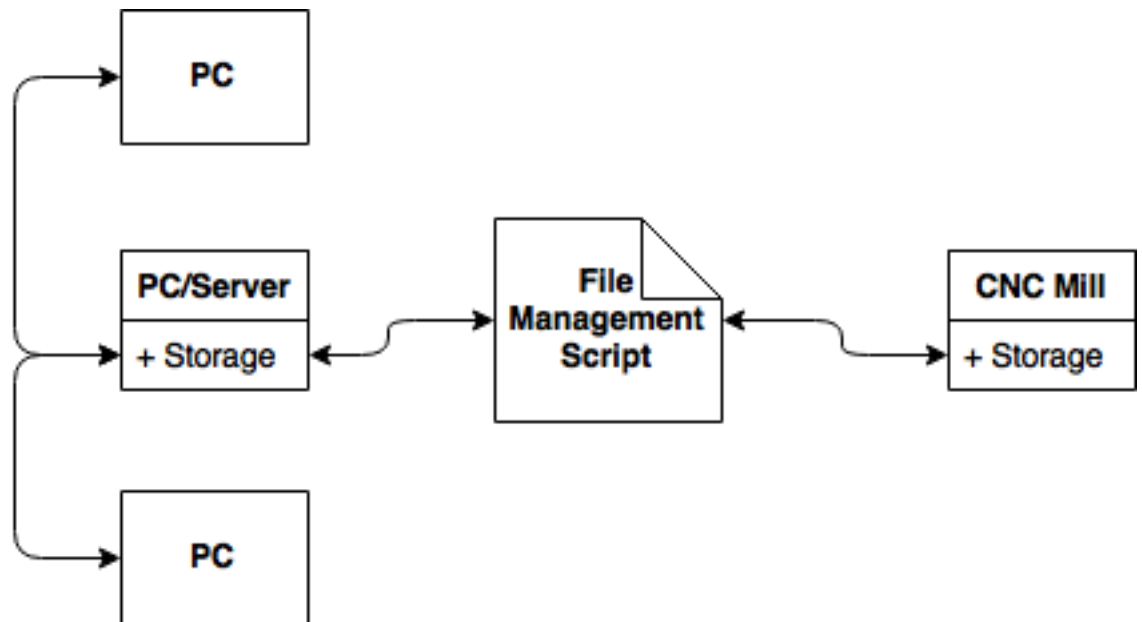 PC
PC/Server
+ Storage
File
Management
Script
CNC Mill
+ Storage
PC